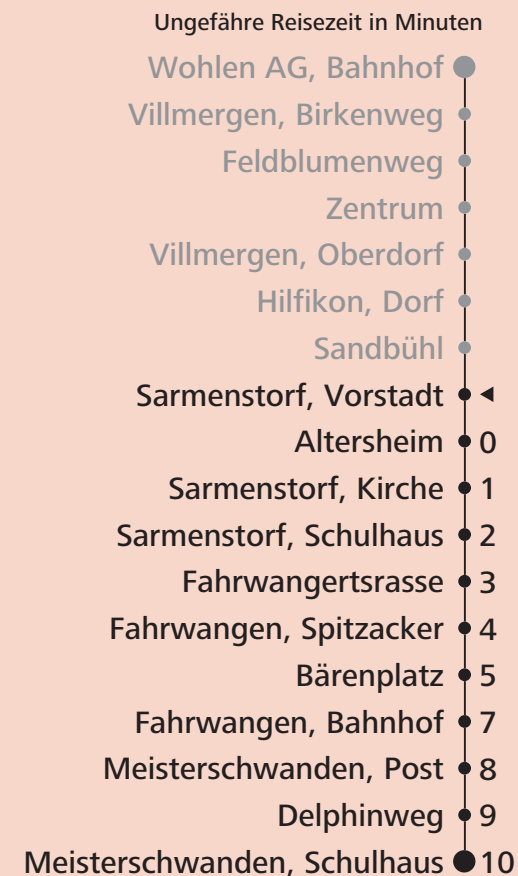 Ungefähre Reisezeit in Minuten
Wohlen AG, Bahnhof
Villmergen, Birkenweg
Feldblumenweg
Zentrum
Villmergen, Oberdorf
Hilfikon, Dorf
Sandbühl
Sarmenstorf, Vorstadt
Altersheim 0
Sarmenstorf, Kirche 1
Sarmenstorf, Schulhaus 2
Fahrwangertsrasse 3
Fahrwangen, Spitzacker 4
Bärenplatz 5
Fahrwangen, Bahnhof 7
Meisterschwanden, Post 8
Delphinweg 9
Meisterschwanden, Schulhaus 10